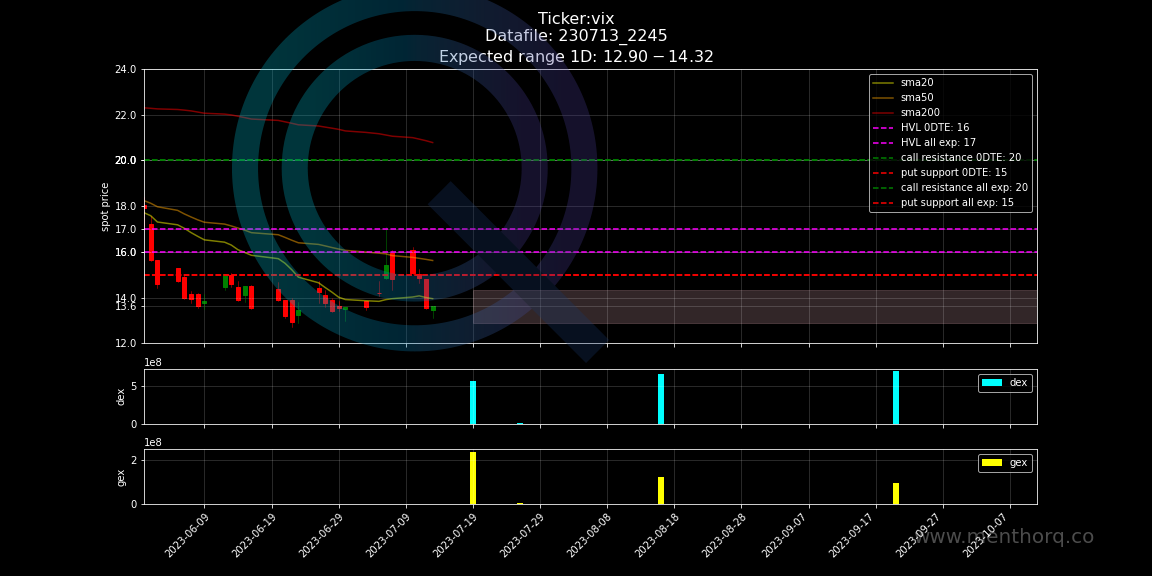 Ticker:vix
Datafile: 230713_2245
Expected range 1D: 12.90 − 14.32
24.0
22.0
20.0
18.0
17.0
16.0
14.0
13.6
12.0
spot price
sma20
sma50
sma200
HVL 0DTE: 16
HVL all exp: 17
call resistance 0DTE: 20
put support 0DTE: 15
call resistance all exp: 20
put support all exp: 15
1e8
5
0
dex
dex
1e8
2
0
gex
gex
2023-06-09
2023-06-19
2023-06-29
2023-07-09
2023-07-19
2023-07-29
2023-08-08
2023-08-18
2023-08-28
2023-09-07
2023-09-17
2023-09-27
2023-10-07
www.menthorq.co